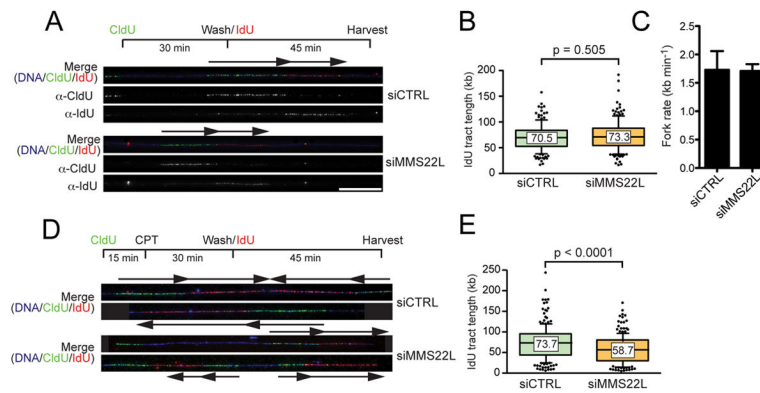 A
CldU Wash/IdU Harvest
30 min 45 min
Merge
(DNA/CldU/IdU)
α-CldU
α-IdU
siCTRL
Merge
(DNA/CldU/IdU)
α-CldU
α-IdU
siMMS22L
B
p = 0.505
IdU tract length (kb)
200
150
100
50
0
70.5
73.3
siCTRL siMMS22L
C
Fork rate (kb min-1)
2.5
2.0
1.5
1.0
0.5
0.0
siCTRL
siMMS22L
D
CldU CPT Wash/IdU Harvest
15 min 30 min 45 min
Merge
(DNA/CldU/IdU)
siCTRL
Merge
(DNA/CldU/IdU)
siMMS22L
E
p < 0.0001
IdU tract length (kb)
250
200
150
100
50
0
73.7
58.7
siCTRL siMMS22L